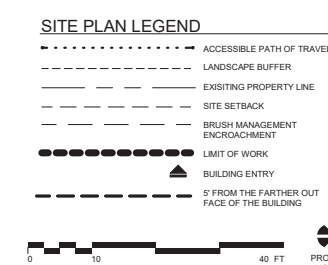 SITE PLAN LEGEND
ACCESSIBLE PATH OF TRAVEL
LANDSCAPE BUFFER
EXISITING PROPERTY LINE
SITE SETBACK
BRUSH MANAGEMENT
ENCROACHMENT
LIMIT OF WORK
BUILDING ENTRY
5' FROM THE FARTHER OUT
FACE OF THE BUILDING
0 10 40 FT